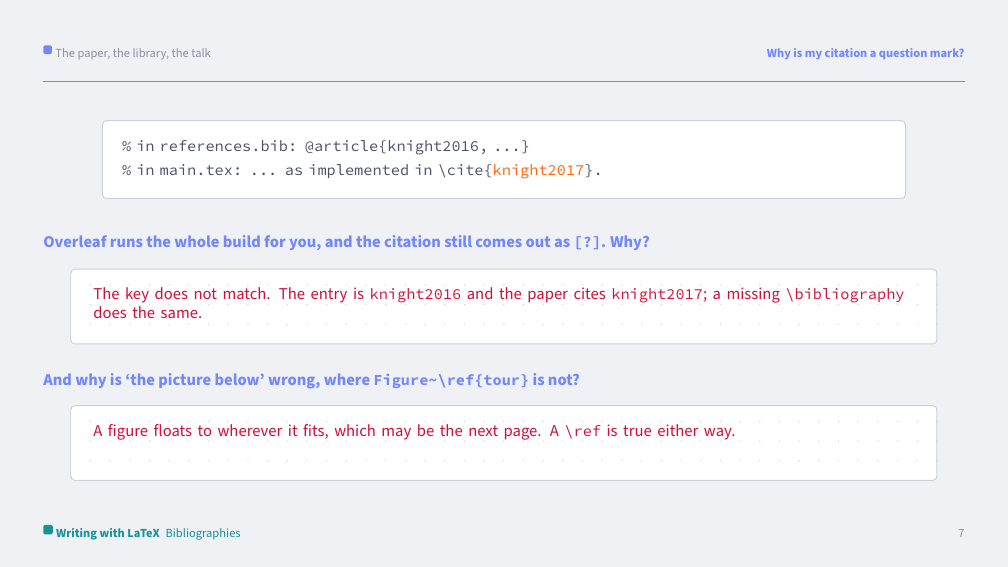 The paper, the library, the talk
Why is my citation a question mark?
% in references.bib: @article{knight2016, ...}
% in main.tex: ... as implemented in \cite{knight2017}.
Overleaf runs the whole build for you, and the citation still comes out as [?]. Why?
The key does not match. The entry is knight2016 and the paper cites knight2017; a missing \bibliography
does the same.
And why is ‘the picture below’ wrong, where Figure~\ref{tour} is not?
A figure floats to wherever it fits, which may be the next page. A \ref is true either way.
Writing with LaTeX Bibliographies
7